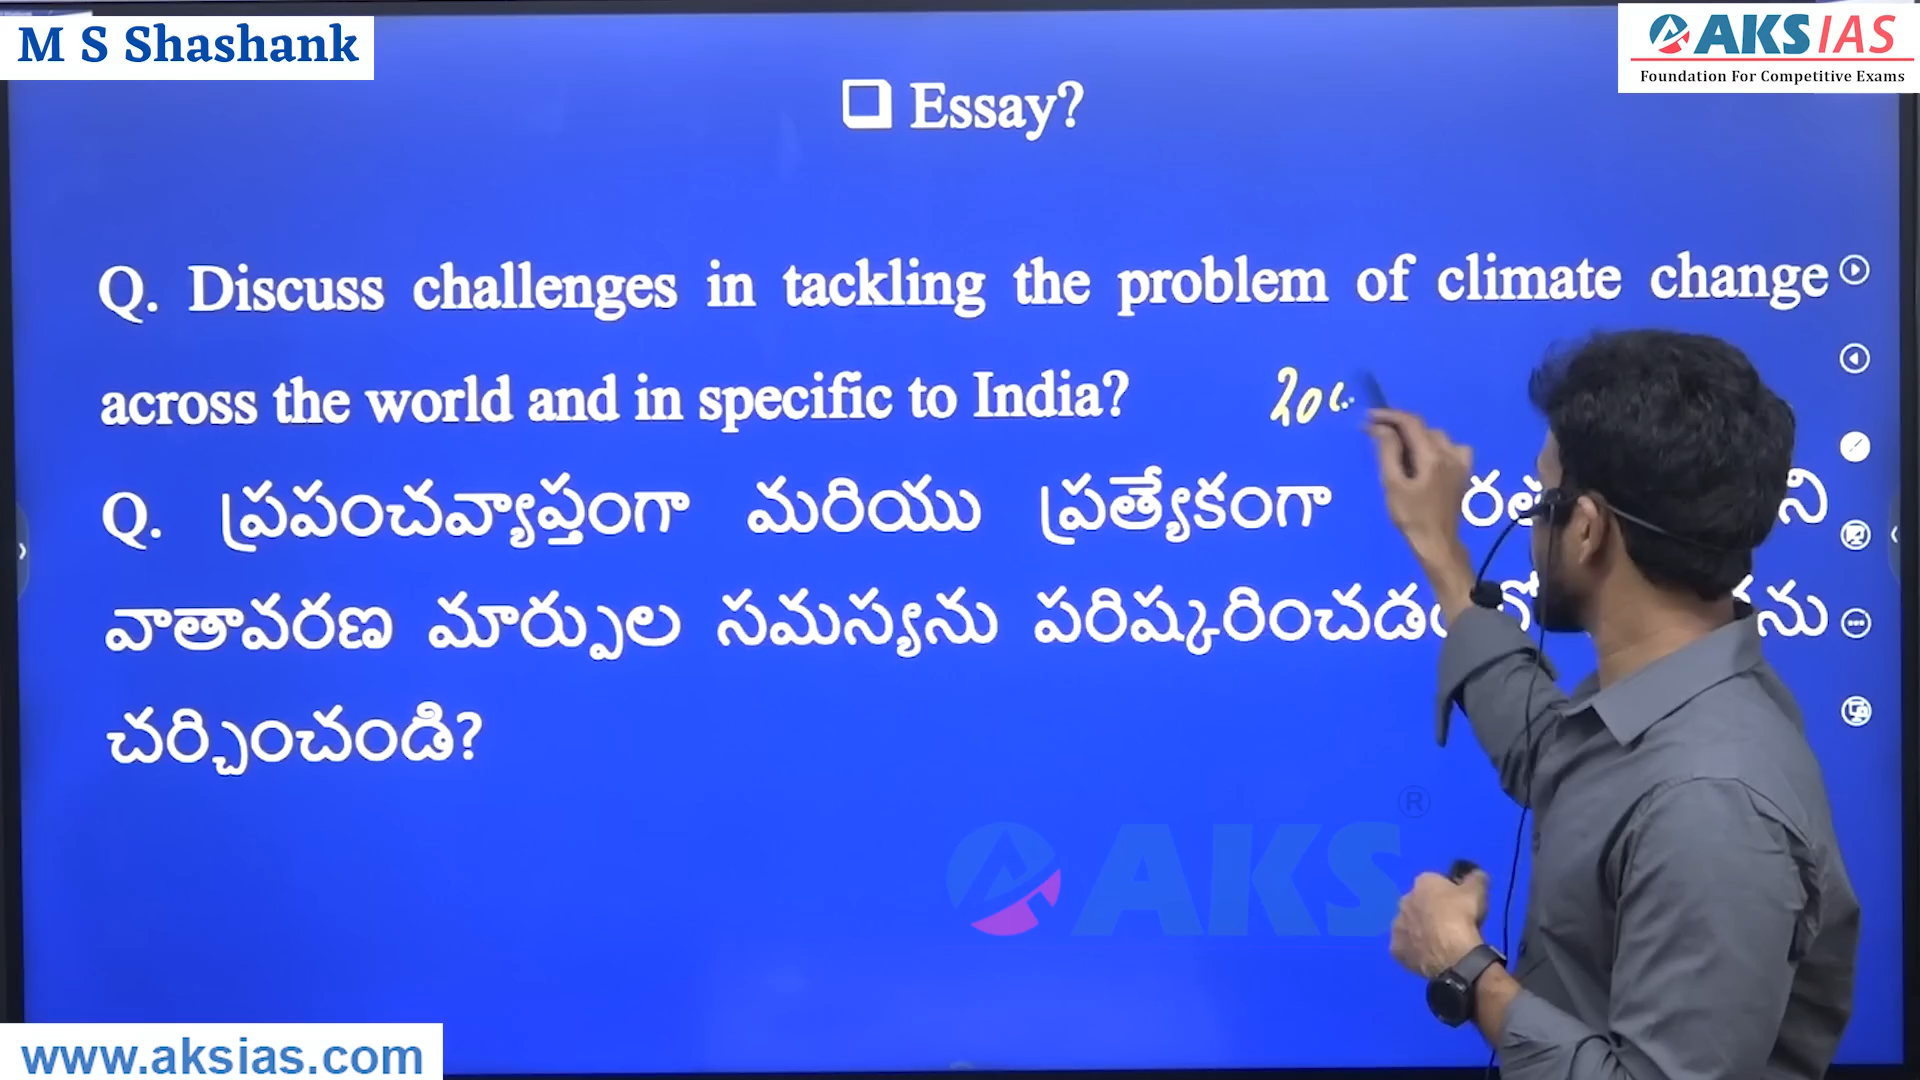 M S Shashank
AKS IAS
Foundation For Competitive Exams
Essay?
Q. Discuss challenges in tackling the problem of climate change
across the world and in specific to India?
Q. ప్రపంచవ్యాప్తంగా మరియు ప్రత్యేకంగా
వాతావరణ మార్పుల సమస్యను పరిష్కరించడం
చర్చించండి?
AKS ®
www.aksias.com